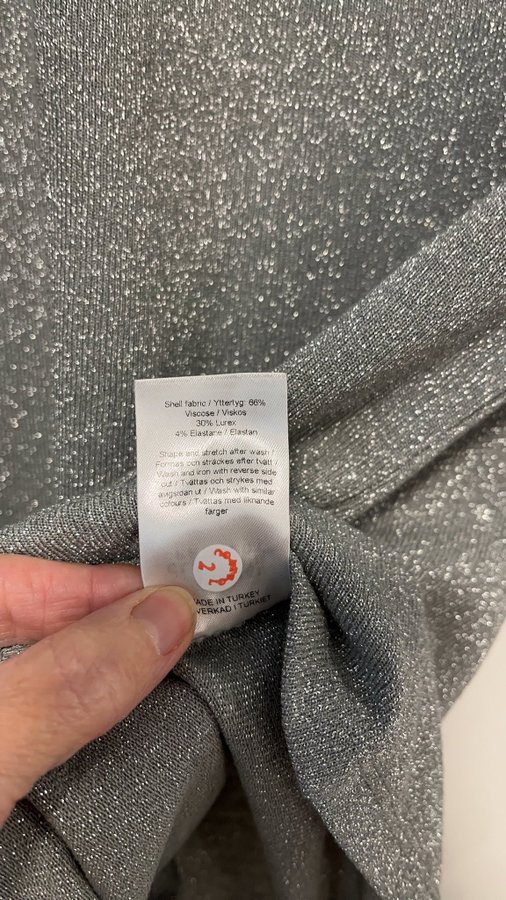 Shell fabric / Yttertyg: 66%
Viscose / Viskos
30% Lurex
4% Elastane / Elastan
Shape and stretch after wash /
Formas och sträckes efter tvätt /
Wash and iron with reverse side
out / Tvättas och strykes med
avigsidan ut / Wash with similar
colours / Tvättas med liknande
färger
ADE IN TURKEY
VERKAD I TURKIET